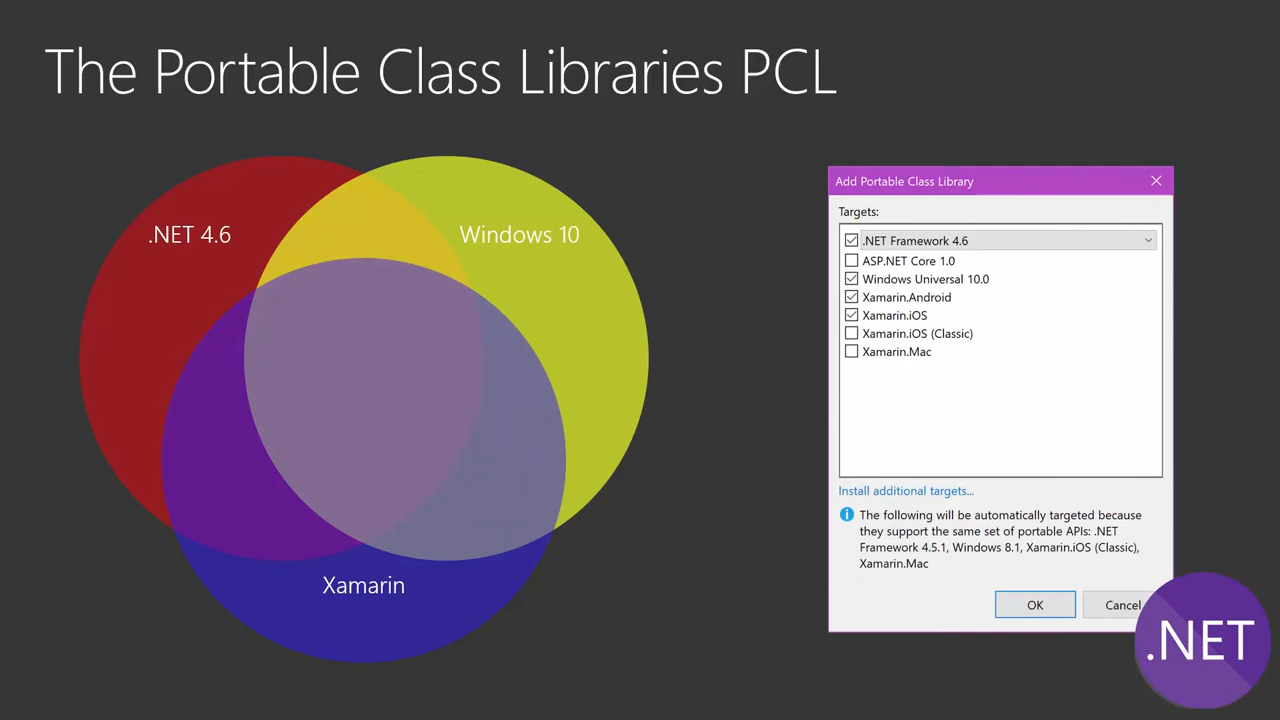 The Portable Class Libraries PCL
.NET 4.6
Windows 10
Xamarin
Add Portable Class Library
Targets:
.NET Framework 4.6
ASP.NET Core 1.0
Windows Universal 10.0
Xamarin.Android
Xamarin.iOS
Xamarin.iOS (Classic)
Xamarin.Mac
Install additional targets...
The following will be automatically targeted because
they support the same set of portable APIs: .NET
Framework 4.5.1, Windows 8.1, Xamarin.iOS (Classic),
Xamarin.Mac
OK
Cancel
.NET